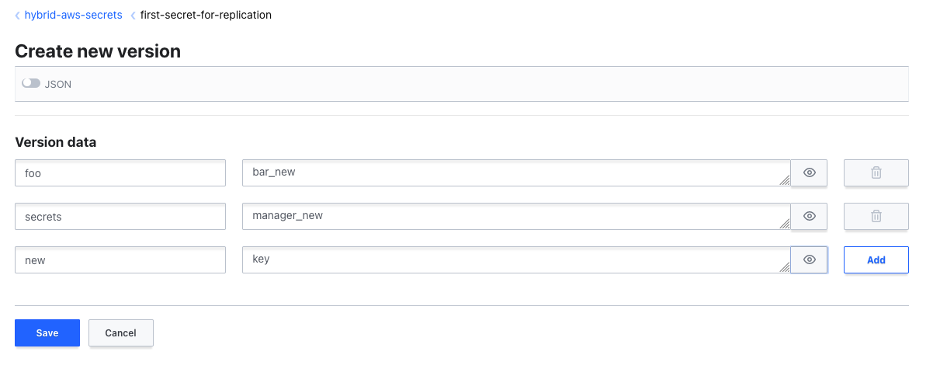 hybrid-aws-secrets first-secret-for-replication
Create new version
JSON
Version data
foo bar_new
secrets manager_new
new key Add
Save Cancel